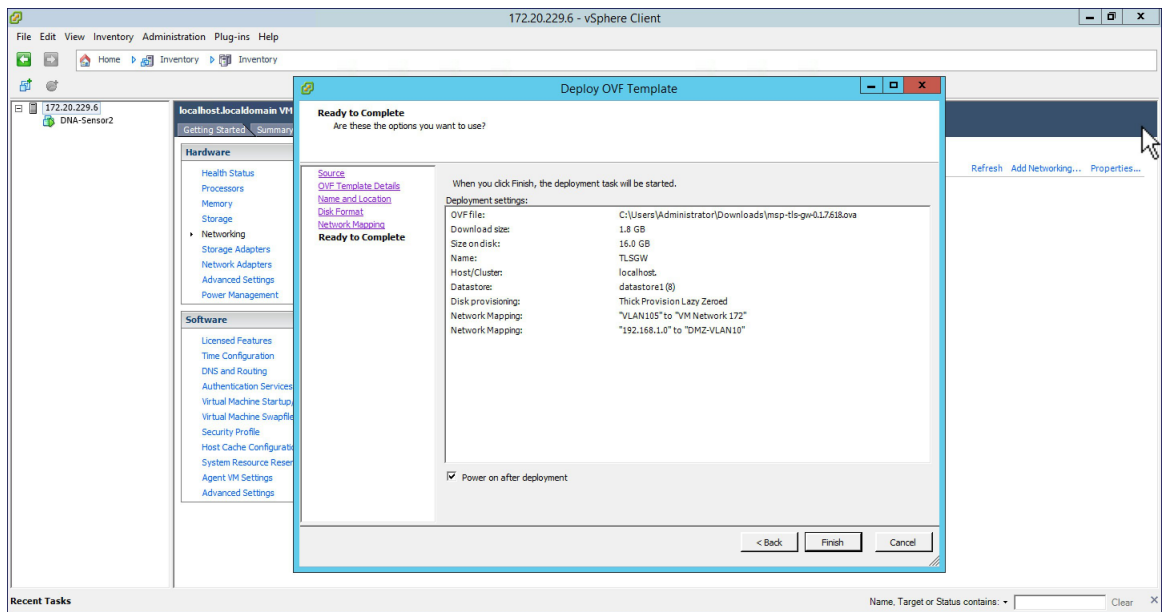 172.20.229.6 - vSphere Client
File Edit View Inventory Administration Plug-ins Help
Home Inventory Inventory
172.20.229.6
DNA-Sensor2
localhost.localdomain VM
Getting Started Summary
Hardware
Health Status
Processors
Memory
Storage
Networking
Storage Adapters
Network Adapters
Advanced Settings
Power Management
Software
Licensed Features
Time Configuration
DNS and Routing
Authentication Services
Virtual Machine Startup/
Virtual Machine Swapfile
Security Profile
Host Cache Configuratio
System Resource Reser
Agent VM Settings
Advanced Settings
Refresh Add Networking... Properties...
Deploy OVF Template
Ready to Complete
Are these the options you want to use?
Source
OVF Template Details
Name and Location
Disk Format
Network Mapping
Ready to Complete
When you click Finish, the deployment task will be started.
Deployment settings:
OVF file: C:\Users\Administrator\Downloads\msp-tls-gw-0.1.7.618.ova
Download size: 1.8 GB
Size on disk: 16.0 GB
Name: TLSGW
Host/Cluster: localhost.
Datastore: datastore1 (8)
Disk provisioning: Thick Provision Lazy Zeroed
Network Mapping: "VLAN105" to "VM Network 172"
Network Mapping: "192.168.1.0" to "DMZ-VLAN10"
Power on after deployment
< Back Finish Cancel
Recent Tasks
Name, Target or Status contains: Clear